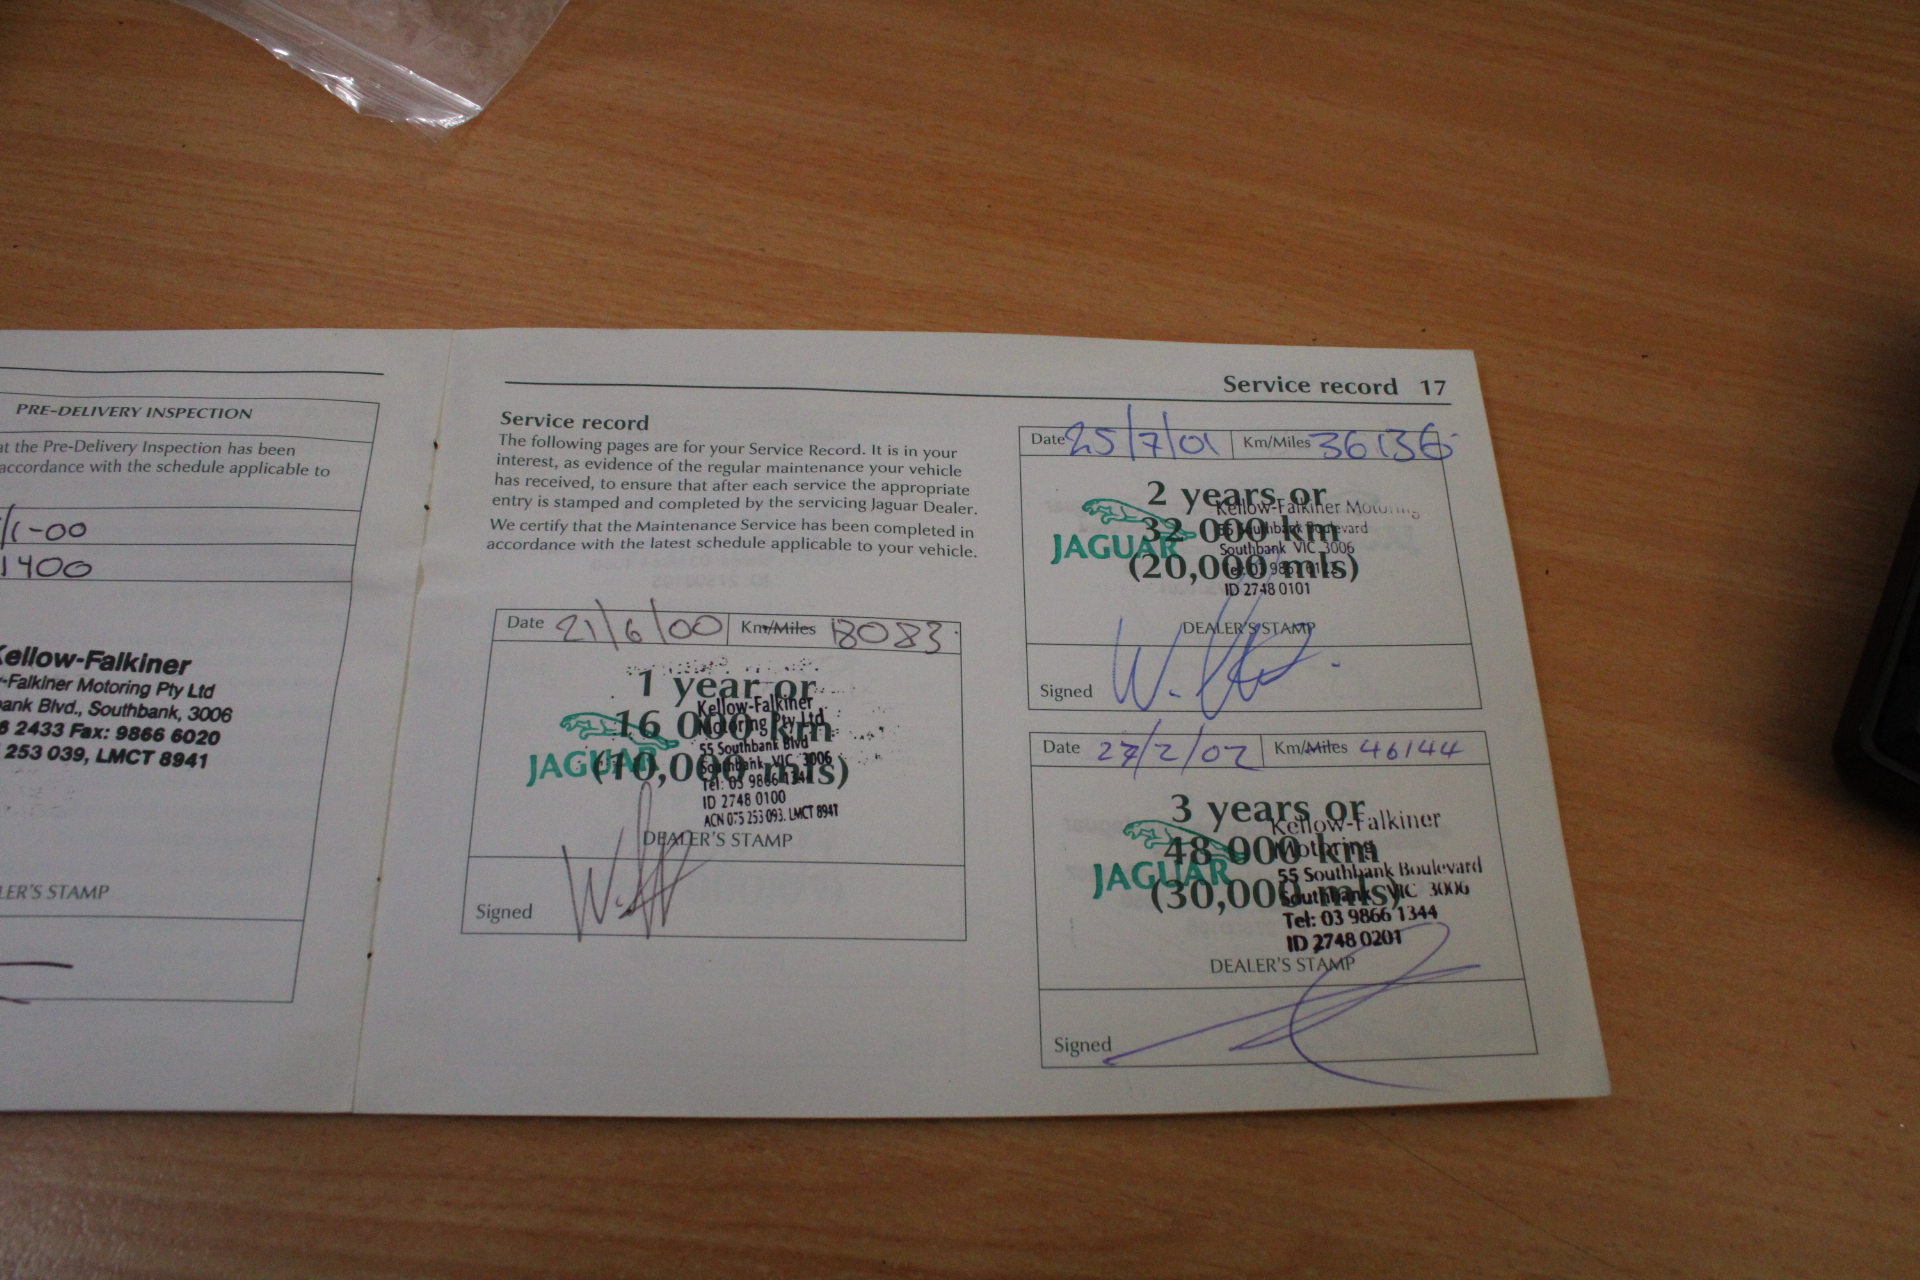 PRE-DELIVERY INSPECTION
at the Pre-Delivery Inspection has been
accordance with the schedule applicable to
/1-00
1400
Kellow-Falkiner
-Falkiner Motoring Pty Ltd
ank Blvd., Southbank, 3006
6 2433 Fax: 9866 6020
253 039, LMCT 8941
LER'S STAMP
Service record 17
Service record
The following pages are for your Service Record. It is in your
interest, as evidence of the regular maintenance your vehicle
has received, to ensure that after each service the appropriate
entry is stamped and completed by the servicing Jaguar Dealer.
We certify that the Maintenance Service has been completed in
accordance with the latest schedule applicable to your vehicle.
Date 21/6/00 Km/Miles 18083
1 year or
16 000 km
(10,000 mls)
JAGUAR
Kellow-Falkiner
Motoring Pty Ltd
55 Southbank Blvd
Southbank VIC 3006
Tel: 03 9866 1344
ID 2748 0100
ACN 075 253 093. LMCT 8941
DEALER'S STAMP
Signed
Date 25/7/01 Km/Miles 36136
2 years or
32 000 km
(20,000 mls)
JAGUAR
Kellow-Falkiner Motoring
55 Southbank Boulevard
Southbank VIC 3006
ID 2748 0101
DEALER'S STAMP
Signed
Date 27/2/02 Km/Miles 46144
3 years or
48 000 km
(30,000 mls)
JAGUAR
Kellow-Falkiner
Motoring
55 Southbank Boulevard
Southbank VIC 3006
Tel: 03 9866 1344
ID 2748 0201
DEALER'S STAMP
Signed